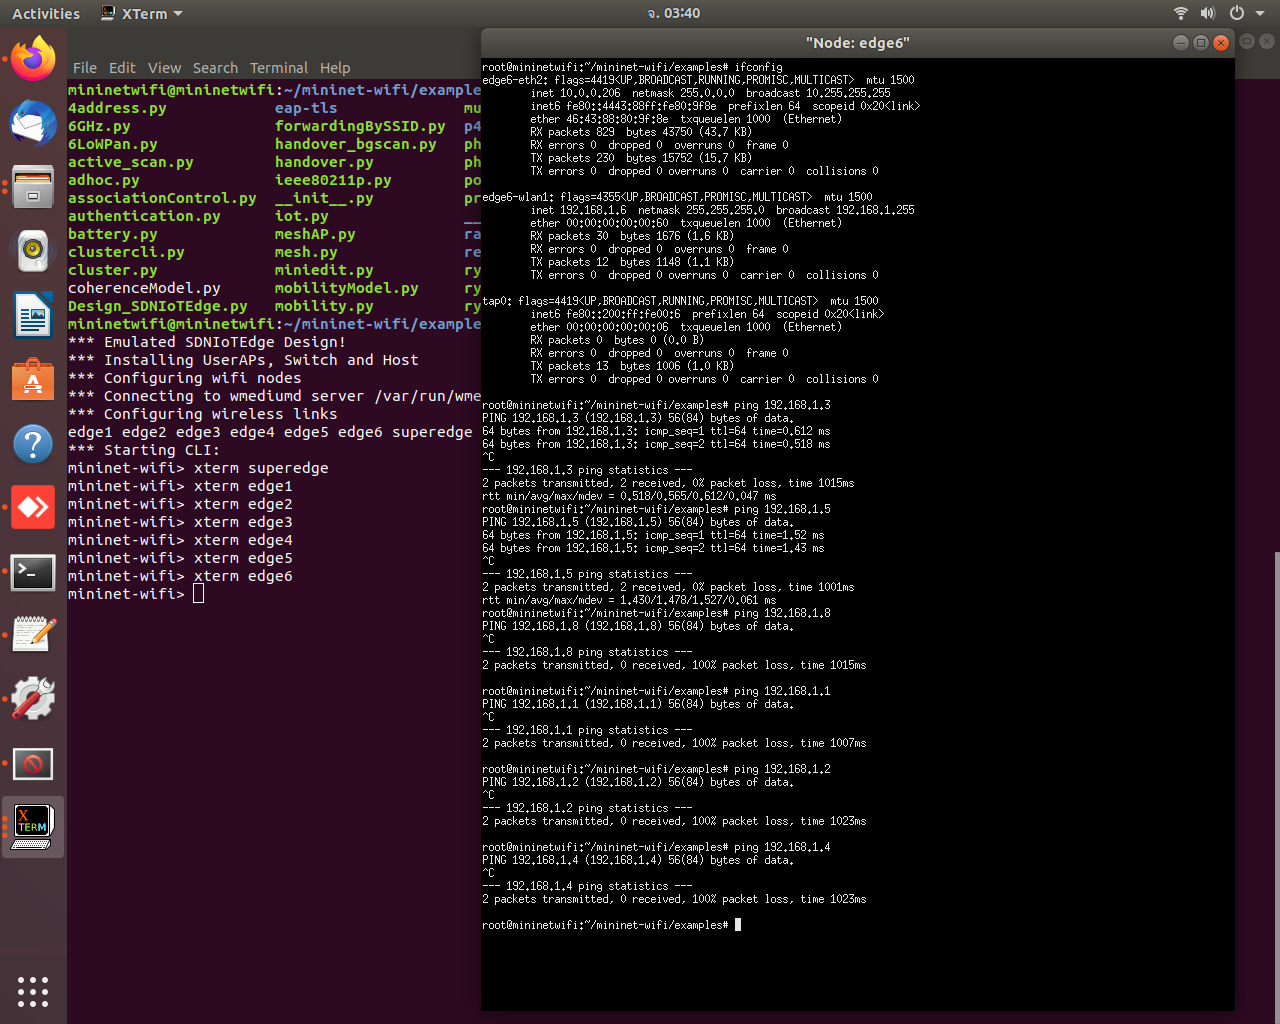 Activities
XTerm
จ. 03:40
"Node: edge6"
File Edit View Search Terminal Help
mininetwifi@mininetwifi:~/mininet-wifi/example
4address.py eap-tls mu
6GHz.py forwardingBySSID.py p4
6LoWPan.py handover_bgscan.py ph
active_scan.py handover.py ph
adhoc.py ieee80211p.py po
associationControl.py __init__.py pr
authentication.py iot.py __
battery.py meshAP.py ra
clustercli.py mesh.py re
cluster.py miniedit.py ry
coherenceModel.py mobilityModel.py ry
Design_SDNIoTEdge.py mobility.py ry
mininetwifi@mininetwifi:~/mininet-wifi/example
*** Emulated SDNIoTEdge Design!
*** Installing UserAPs, Switch and Host
*** Configuring wifi nodes
*** Connecting to wmediumd server /var/run/wme
*** Configuring wireless links
edge1 edge2 edge3 edge4 edge5 edge6 superedge
*** Starting CLI:
mininet-wifi> xterm superedge
mininet-wifi> xterm edge1
mininet-wifi> xterm edge2
mininet-wifi> xterm edge3
mininet-wifi> xterm edge4
mininet-wifi> xterm edge5
mininet-wifi> xterm edge6
mininet-wifi>
root@mininetwifi:~/mininet-wifi/examples# ifconfig
edge6-eth2: flags=4419<UP,BROADCAST,RUNNING,PROMISC,MULTICAST> mtu 1500
inet 10.0.0.206 netmask 255.0.0.0 broadcast 10.255.255.255
inet6 fe80::4443:88ff:fe80:9f8e prefixlen 64 scopeid 0x20<link>
ether 46:43:88:80:9f:8e txqueuelen 1000 (Ethernet)
RX packets 829 bytes 43750 (43.7 KB)
RX errors 0 dropped 0 overruns 0 frame 0
TX packets 230 bytes 15752 (15.7 KB)
TX errors 0 dropped 0 overruns 0 carrier 0 collisions 0
edge6-wlan1: flags=4355<UP,BROADCAST,PROMISC,MULTICAST> mtu 1500
inet 192.168.1.6 netmask 255.255.255.0 broadcast 192.168.1.255
ether 00:00:00:00:00:60 txqueuelen 1000 (Ethernet)
RX packets 30 bytes 1676 (1.6 KB)
RX errors 0 dropped 0 overruns 0 frame 0
TX packets 12 bytes 1148 (1.1 KB)
TX errors 0 dropped 0 overruns 0 carrier 0 collisions 0
tap0: flags=4419<UP,BROADCAST,RUNNING,PROMISC,MULTICAST> mtu 1500
inet6 fe80::200:ff:fe00:6 prefixlen 64 scopeid 0x20<link>
ether 00:00:00:00:00:06 txqueuelen 1000 (Ethernet)
RX packets 0 bytes 0 (0.0 B)
RX errors 0 dropped 0 overruns 0 frame 0
TX packets 13 bytes 1006 (1.0 KB)
TX errors 0 dropped 0 overruns 0 carrier 0 collisions 0
root@mininetwifi:~/mininet-wifi/examples# ping 192.168.1.3
PING 192.168.1.3 (192.168.1.3) 56(84) bytes of data.
64 bytes from 192.168.1.3: icmp_seq=1 ttl=64 time=0.612 ms
64 bytes from 192.168.1.3: icmp_seq=2 ttl=64 time=0.518 ms
^C
--- 192.168.1.3 ping statistics ---
2 packets transmitted, 2 received, 0% packet loss, time 1015ms
rtt min/avg/max/mdev = 0.518/0.565/0.612/0.047 ms
root@mininetwifi:~/mininet-wifi/examples# ping 192.168.1.5
PING 192.168.1.5 (192.168.1.5) 56(84) bytes of data.
64 bytes from 192.168.1.5: icmp_seq=1 ttl=64 time=1.52 ms
64 bytes from 192.168.1.5: icmp_seq=2 ttl=64 time=1.43 ms
^C
--- 192.168.1.5 ping statistics ---
2 packets transmitted, 2 received, 0% packet loss, time 1001ms
rtt min/avg/max/mdev = 1.430/1.478/1.527/0.061 ms
root@mininetwifi:~/mininet-wifi/examples# ping 192.168.1.8
PING 192.168.1.8 (192.168.1.8) 56(84) bytes of data.
^C
--- 192.168.1.8 ping statistics ---
2 packets transmitted, 0 received, 100% packet loss, time 1015ms
root@mininetwifi:~/mininet-wifi/examples# ping 192.168.1.1
PING 192.168.1.1 (192.168.1.1) 56(84) bytes of data.
^C
--- 192.168.1.1 ping statistics ---
2 packets transmitted, 0 received, 100% packet loss, time 1007ms
root@mininetwifi:~/mininet-wifi/examples# ping 192.168.1.2
PING 192.168.1.2 (192.168.1.2) 56(84) bytes of data.
^C
--- 192.168.1.2 ping statistics ---
2 packets transmitted, 0 received, 100% packet loss, time 1023ms
root@mininetwifi:~/mininet-wifi/examples# ping 192.168.1.4
PING 192.168.1.4 (192.168.1.4) 56(84) bytes of data.
^C
--- 192.168.1.4 ping statistics ---
2 packets transmitted, 0 received, 100% packet loss, time 1023ms
root@mininetwifi:~/mininet-wifi/examples#
X
TERM